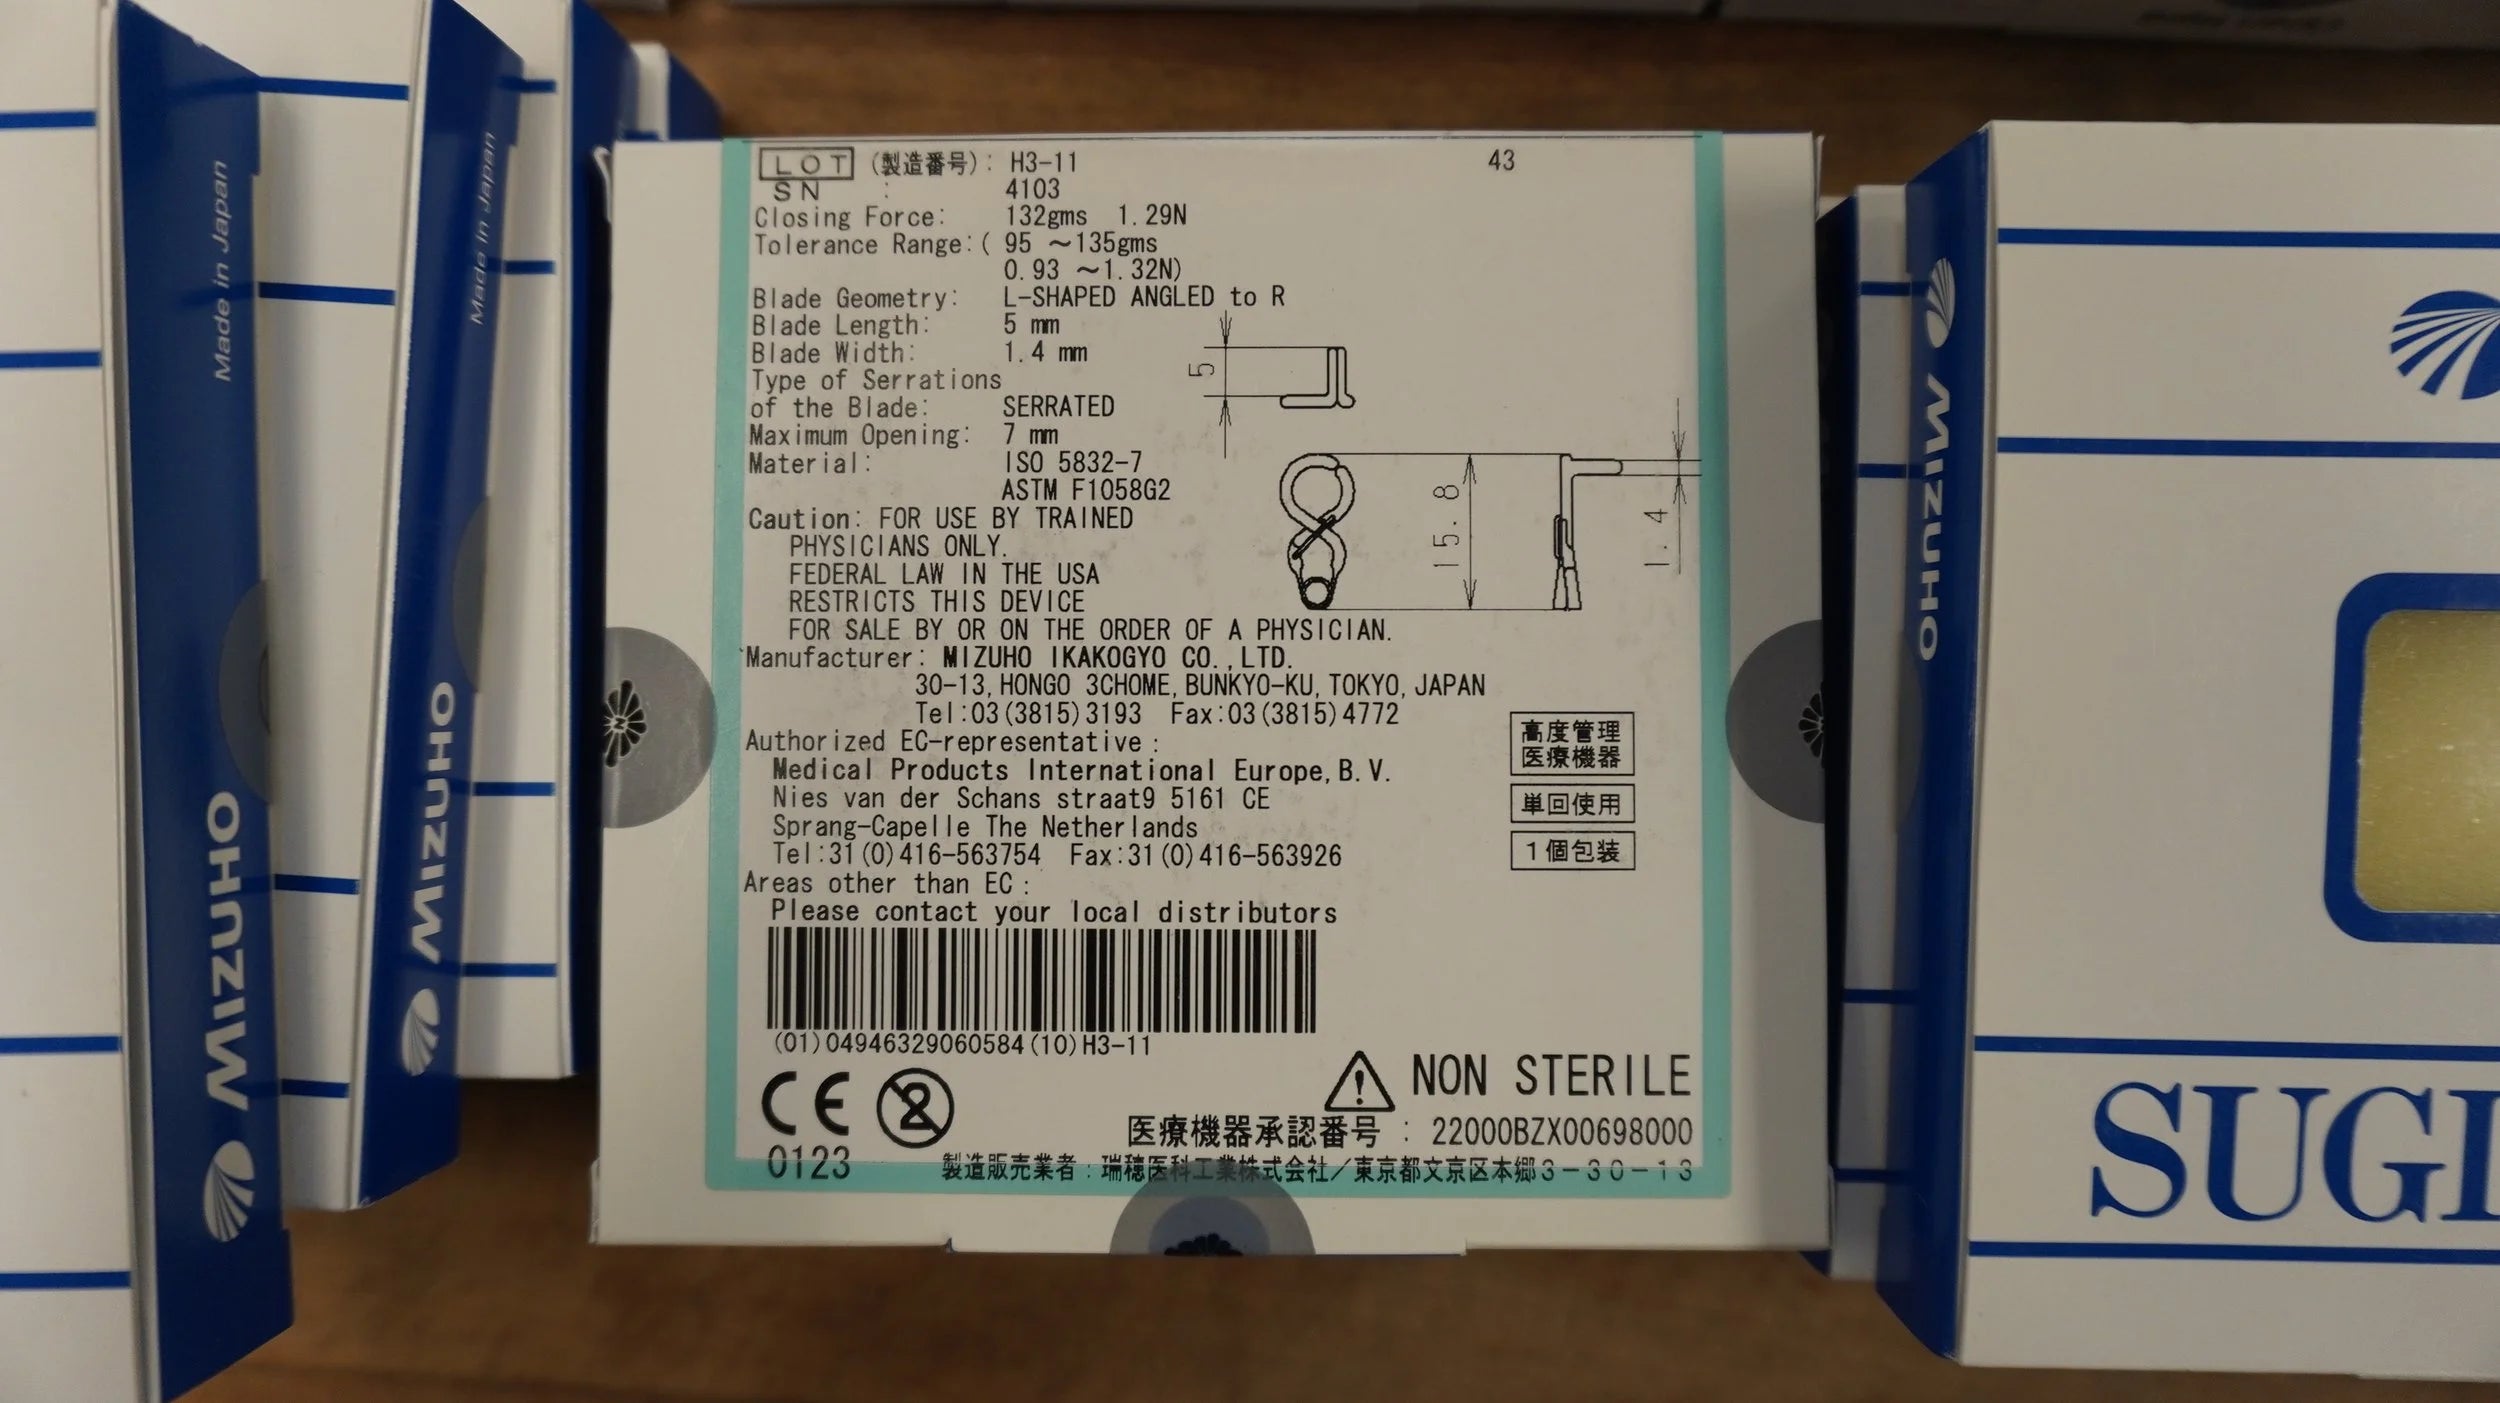 Made in Japan
MIZUHO
Made in Japan
MIZUHO
LOT (製造番号): H3-11 43
SN : 4103
Closing Force: 132gms 1.29N
Tolerance Range:( 95 ～135gms
0.93 ～1.32N)
Blade Geometry: L-SHAPED ANGLED to R
Blade Length: 5 mm
Blade Width: 1.4 mm
Type of Serrations
of the Blade: SERRATED
Maximum Opening: 7 mm
Material: ISO 5832-7
ASTM F1058G2
5
15.8
1.4
Caution: FOR USE BY TRAINED
PHYSICIANS ONLY.
FEDERAL LAW IN THE USA
RESTRICTS THIS DEVICE
FOR SALE BY OR ON THE ORDER OF A PHYSICIAN.
Manufacturer: MIZUHO IKAKOGYO CO.,LTD.
30-13,HONGO 3CHOME,BUNKYO-KU,TOKYO,JAPAN
Tel:03(3815)3193 Fax:03(3815)4772
Authorized EC-representative:
Medical Products International Europe,B.V.
Nies van der Schans straat9 5161 CE
Sprang-Capelle The Netherlands
Tel:31(0)416-563754 Fax:31(0)416-563926
Areas other than EC:
Please contact your local distributors
高度管理
医療機器
単回使用
1個包装
(01)04946329060584(10)H3-11
CE
0123
2
NON STERILE
医療機器承認番号 : 22000BZX00698000
製造販売業者:瑞穂医科工業株式会社/東京都文京区本郷3-30-13
N
MIZUHO
SUGI